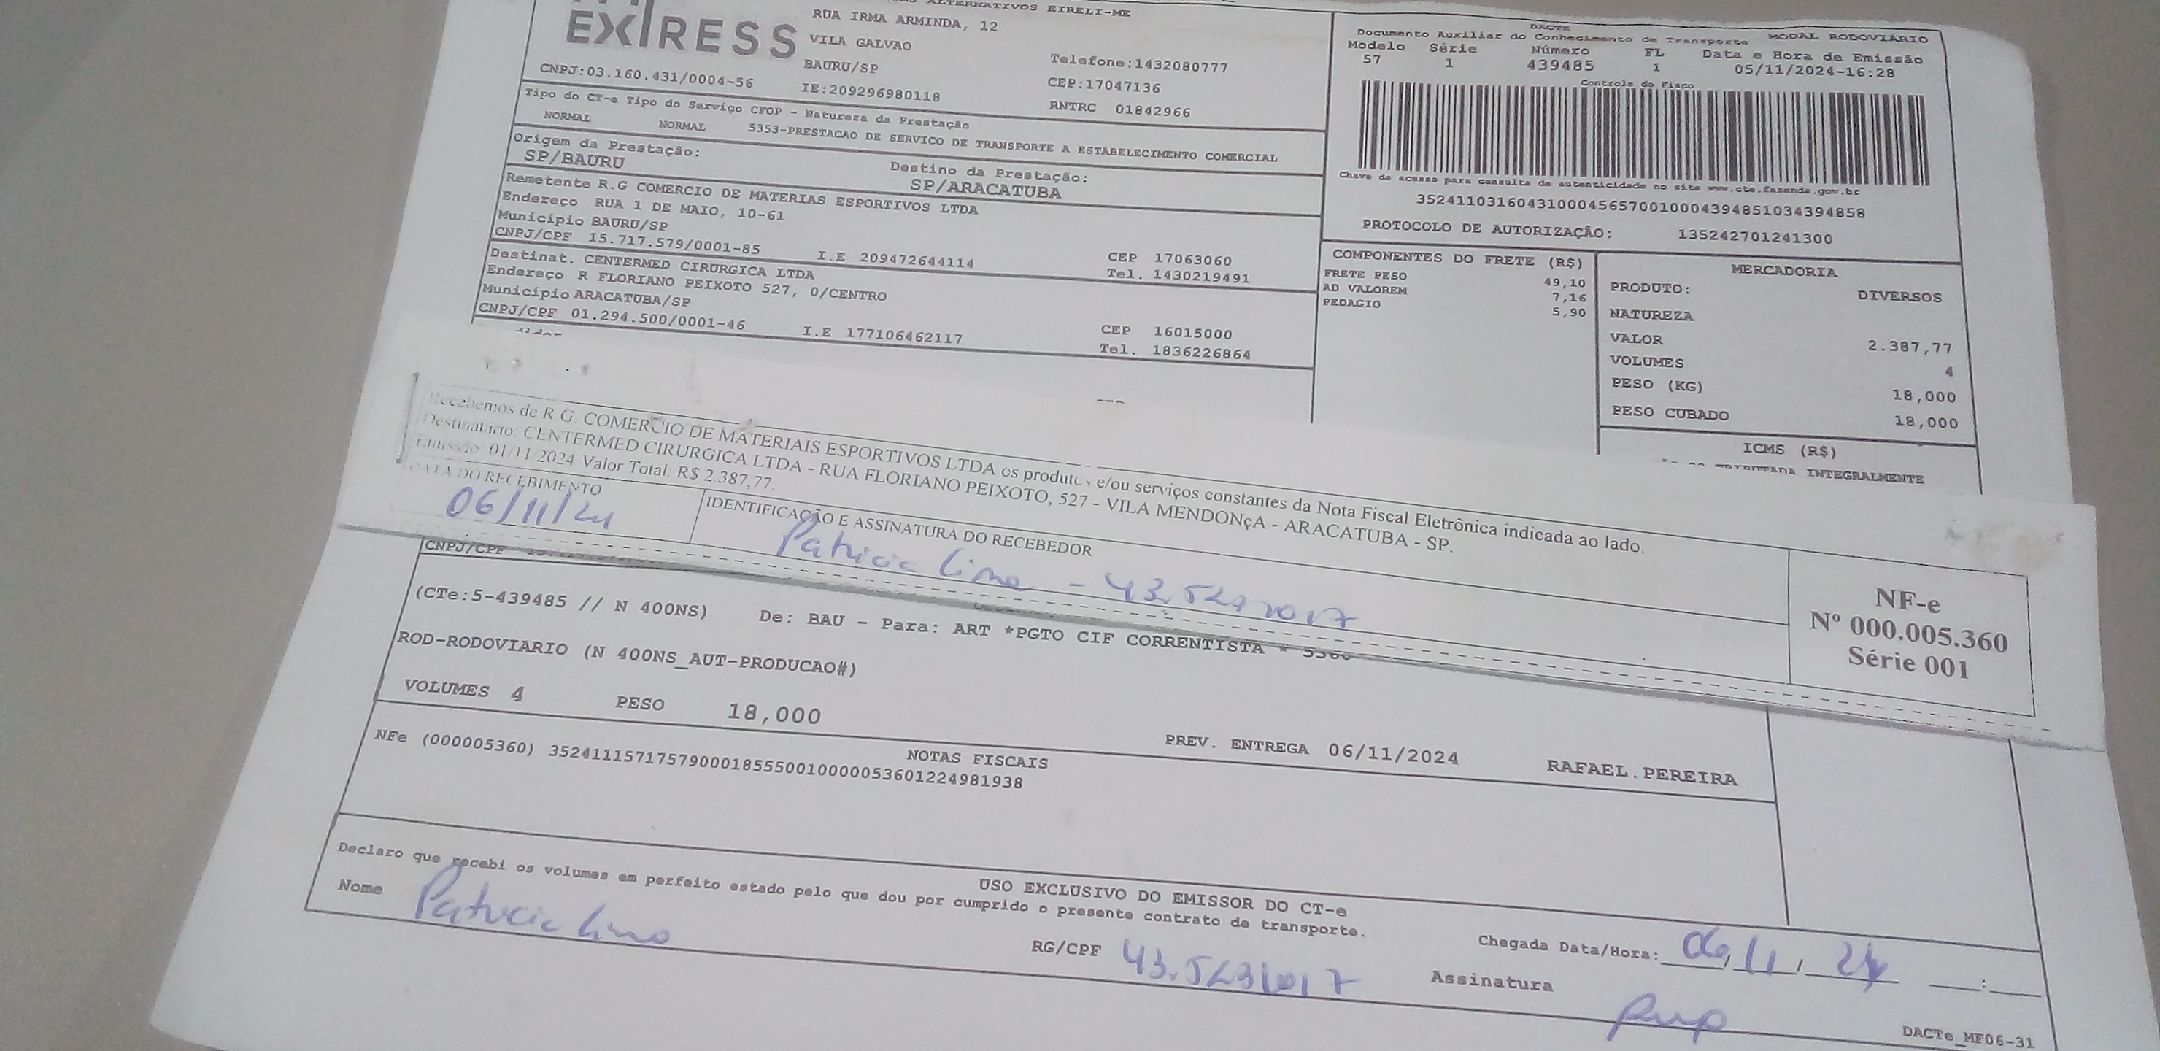 ALTERNATIVOS EIRELI-ME
EXPRESS
RUA IRMA ARMINDA, 12
VILA GALVAO
BAURU/SP
Telefone:1432080777
CNPJ:03.160.431/0004-56
IE:209296980118
CEP:17047136
RNTRC 01842966
Tipo do CT-e Tipo do Serviço CFOP - Natureza da Prestação
NORMAL NORMAL 5353-PRESTACAO DE SERVICO DE TRANSPORTE A ESTABELECIMENTO COMERCIAL
Origem da Prestação:
SP/BAURU
Destino da Prestação:
SP/ARACATUBA
Remetente R.G COMERCIO DE MATERIAS ESPORTIVOS LTDA
Endereço RUA 1 DE MAIO, 10-61
Município BAURU/SP
CNPJ/CPF 15.717.579/0001-85 I.E 209472644114
CEP 17063060
Tel. 1430219491
Destinat. CENTERMED CIRURGICA LTDA
Endereço R FLORIANO PEIXOTO 527, 0/CENTRO
Município ARACATUBA/SP
CNPJ/CPF 01.294.500/0001-46 I.E 177106462117
CEP 16015000
Tel. 1836226864
DACTE
Documento Auxiliar do Conhecimento de Transporte MODAL RODOVIÁRIO
Modelo Série Número FL Data e Hora de Emissão
57 1 439485 1 05/11/2024-16:28
Controle do Fisco
Chave de acesso para consulta de autenticidade no site www.cte.fazenda.gov.br
35241103160431000456570010004394851034394858
PROTOCOLO DE AUTORIZAÇÃO: 135242701241300
COMPONENTES DO FRETE (R$)
FRETE PESO 49,10
AD VALOREM 7,16
PEDAGIO 5,90
MERCADORIA
PRODUTO: DIVERSOS
NATUREZA
VALOR 2.387,77
VOLUMES 4
PESO (KG) 18,000
PESO CUBADO 18,000
ICMS (R$)
INTEGRALMENTE
Recebemos de R.G. COMERCIO DE MATERIAIS ESPORTIVOS LTDA os produtos e/ou serviços constantes da Nota Fiscal Eletrônica indicada ao lado.
Destinatário: CENTERMED CIRURGICA LTDA - RUA FLORIANO PEIXOTO, 527 - VILA MENDONçA - ARACATUBA - SP.
Emissão: 01/11/2024 Valor Total: R$ 2.387,77.
DATA DO RECEBIMENTO
06/11/24
IDENTIFICAÇÃO E ASSINATURA DO RECEBEDOR
Patricia Lima
NF-e
Nº 000.005.360
Série 001
CNPJ/CPF
(CTe:5-439485 // N 400NS) De: BAU - Para: ART *PGTO CIF CORRENTISTA * 5360
ROD-RODOVIARIO (N 400NS_AUT-PRODUCAO#)
VOLUMES 4 PESO 18,000
PREV. ENTREGA 06/11/2024 RAFAEL.PEREIRA
NOTAS FISCAIS
NFe (000005360) 35241115717579000185550010000053601224981938
USO EXCLUSIVO DO EMISSOR DO CT-e
Declaro que recebi os volumes em perfeito estado pelo que dou por cumprido o presente contrato de transporte.
Nome Patricia Lima
RG/CPF
Chegada Data/Hora: 06/11/24 __:__
Assinatura
DACTe_MF06-31